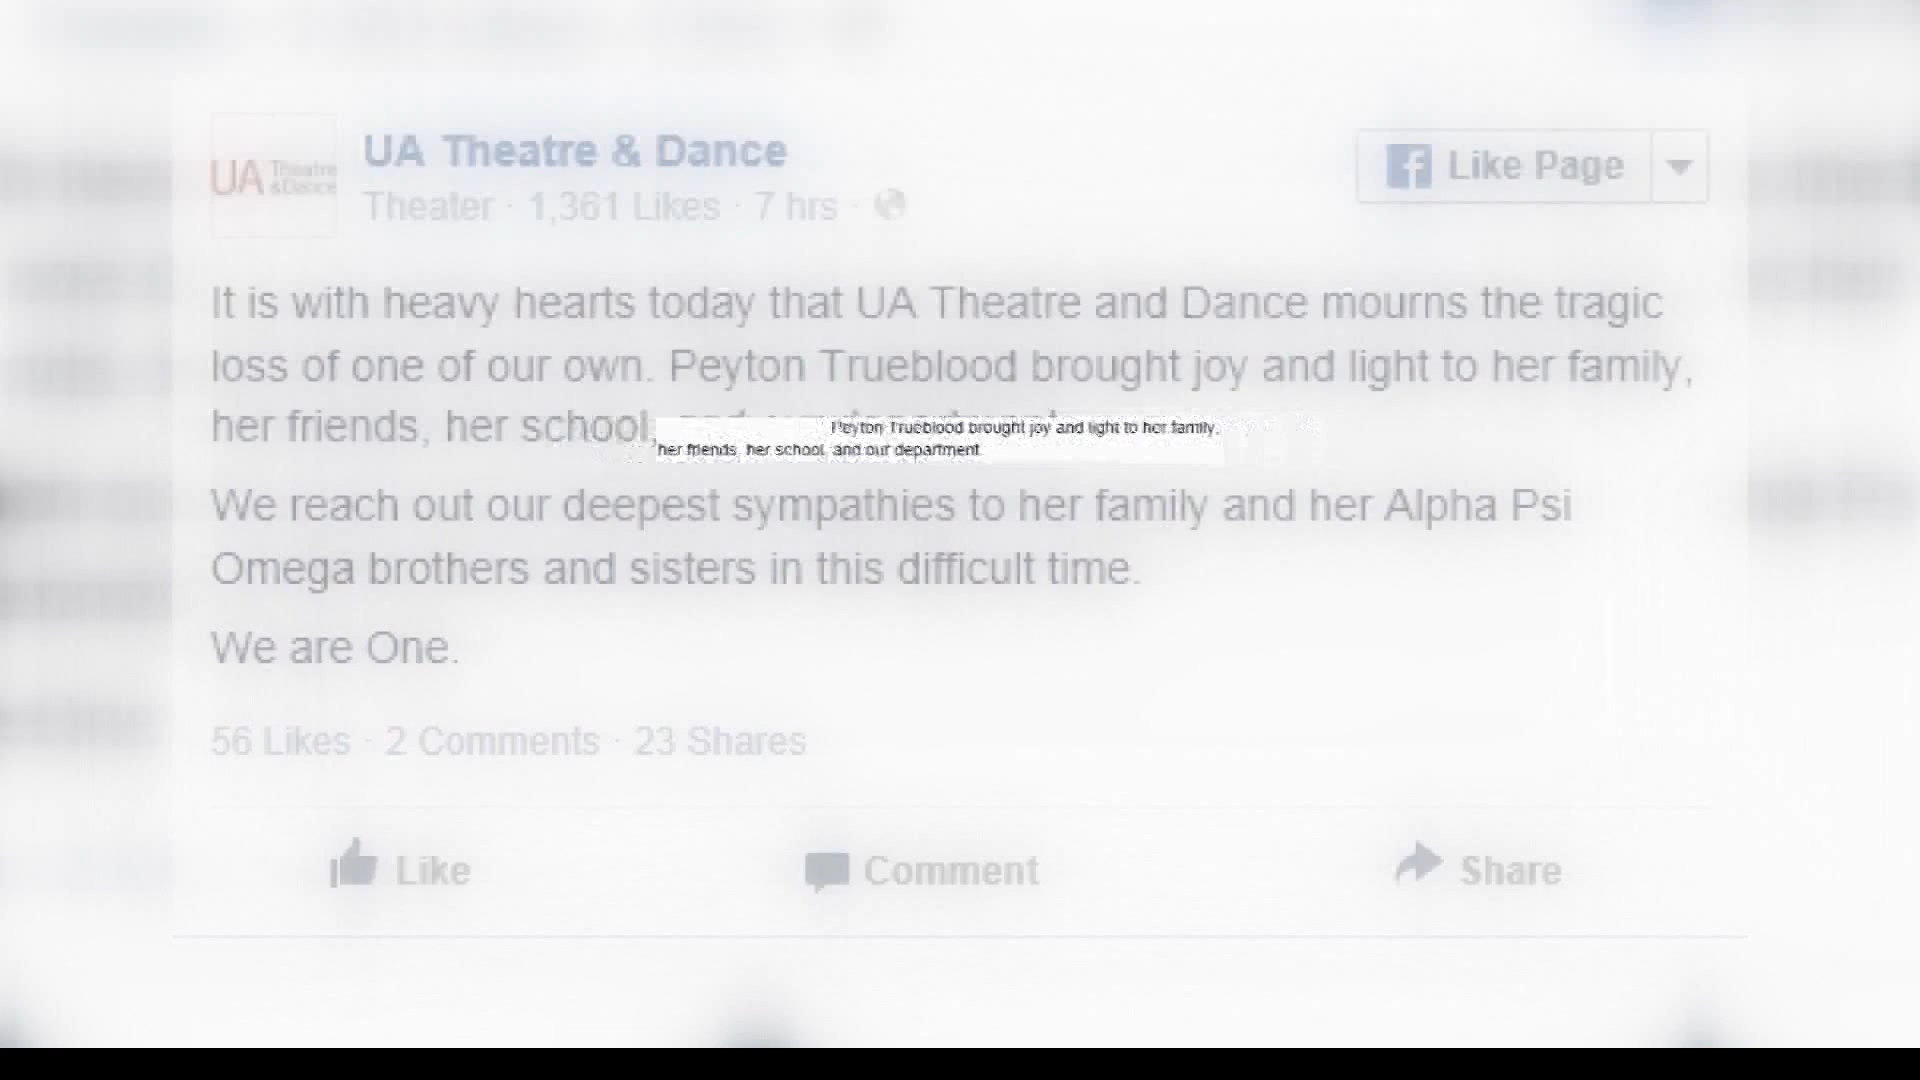 UA Theatre
&Dance
UA Theatre & Dance
Theater · 1,361 Likes · 7 hrs ·
Like Page
It is with heavy hearts today that UA Theatre and Dance mourns the tragic
loss of one of our own. Peyton Trueblood brought joy and light to her family,
her friends, her school,
Peyton Trueblood brought joy and light to her family,
her friends, her school, and our department.
We reach out our deepest sympathies to her family and her Alpha Psi
Omega brothers and sisters in this difficult time.
We are One.
56 Likes · 2 Comments · 23 Shares
Like
Comment
Share